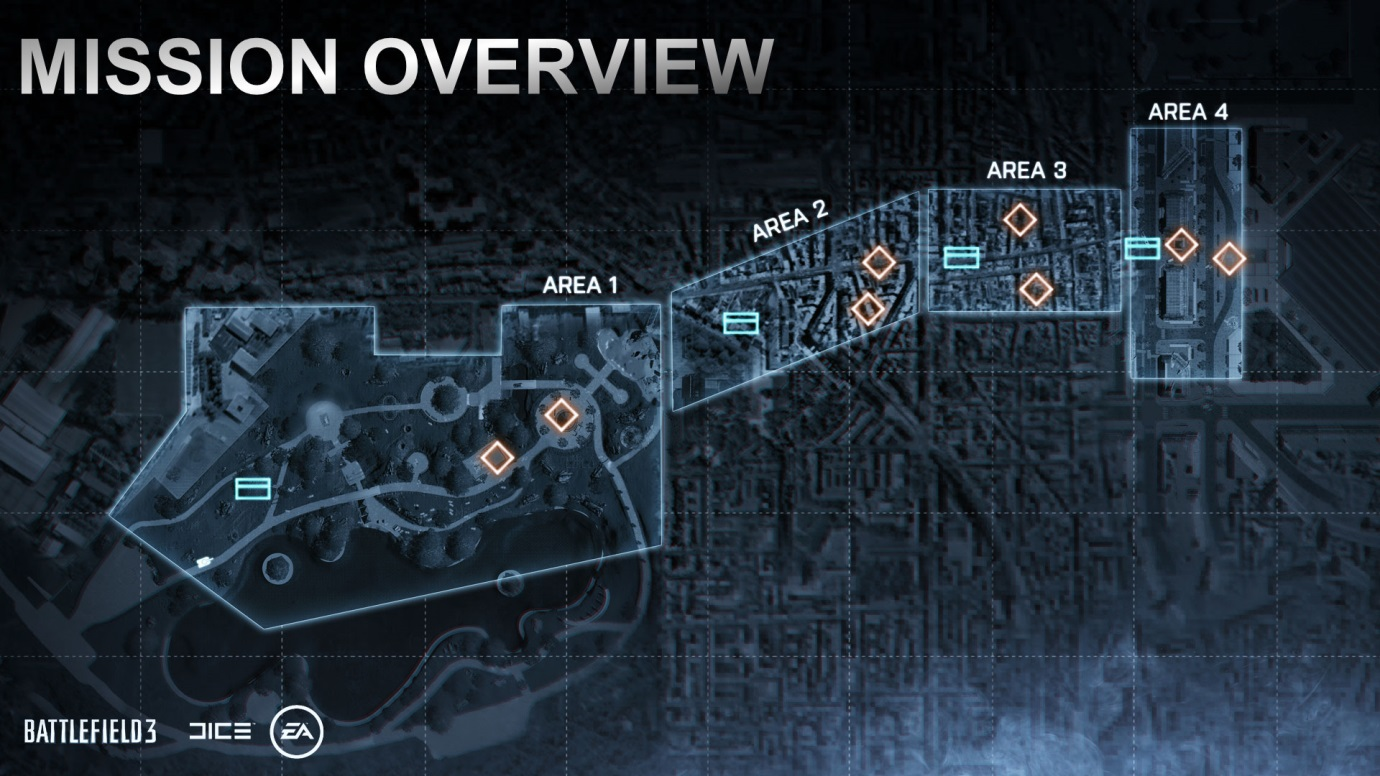 MISSION OVERVIEW
AREA 4
AREA 3
AREA 2
AREA 1
BATTLEFIELD 3 DICE EA